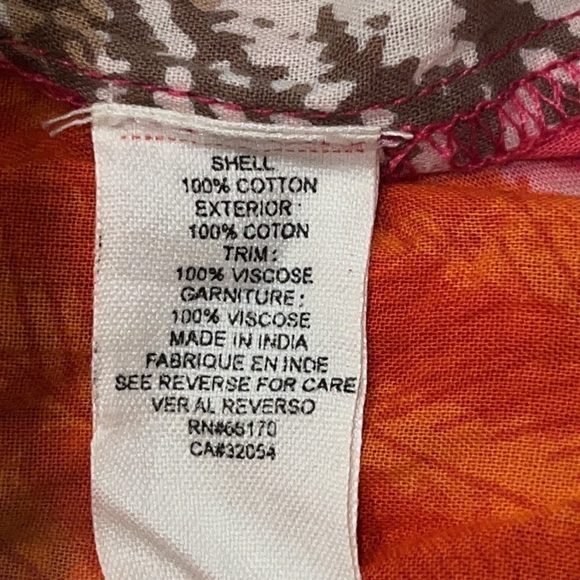 SHELL
100% COTTON
EXTERIOR:
100% COTON
TRIM:
100% VISCOSE
GARNITURE:
100% VISCOSE
MADE IN INDIA
FABRIQUE EN INDE
SEE REVERSE FOR CARE
VER AL REVERSO
RN#65170
CA#32054